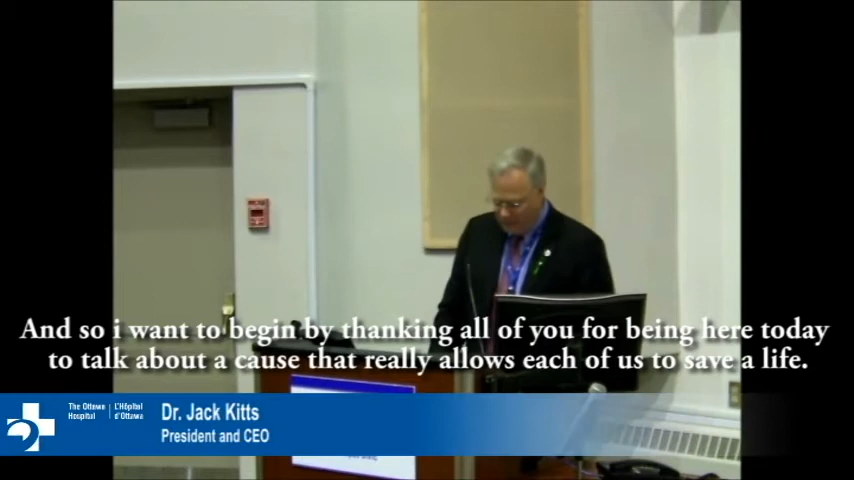 And so i want to begin by thanking all of you for being here today
to talk about a cause that really allows each of us to save a life.
The Ottawa
Hospital
L'Hôpital
d'Ottawa
Dr. Jack Kitts
President and CEO